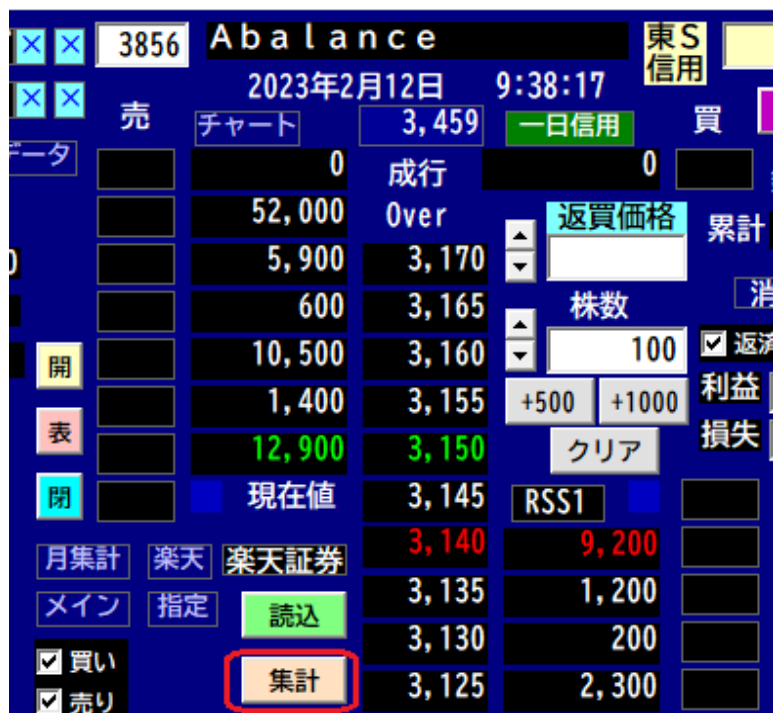 × × 3856 Abalance 東S
信用
2023年2月12日 9:38:17
× × 売 チャート 3,459 一日信用 買
データ 0 成行 0
52,000 Over 返買価格 累計
5,900 3,170
600 3,165 株数 消
開 10,500 3,160 100 返済
1,400 3,155 +500 +1000 利益
表 12,900 3,150 クリア 損失
閉 現在値 3,145 RSS1
月集計 楽天 楽天証券 3,140 9,200
メイン 指定 読込 3,135 1,200
買い 3,130 200
売り 集計 3,125 2,300